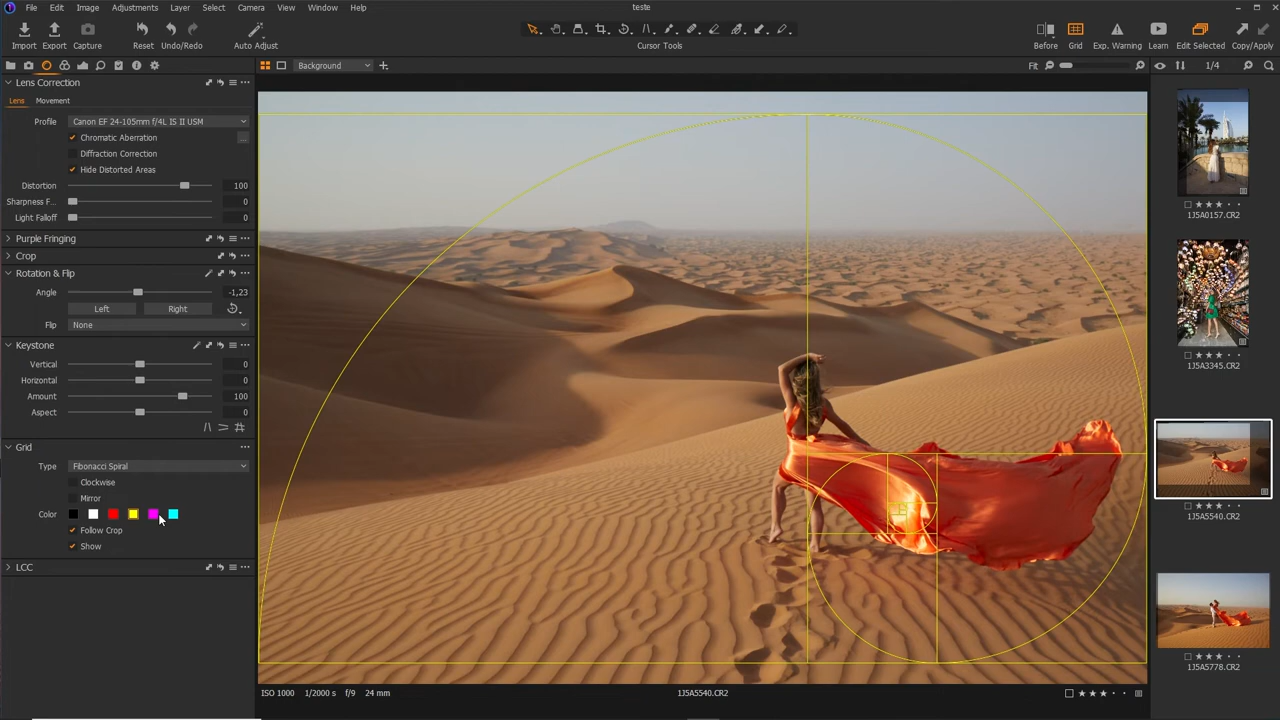 File Edit Image Adjustments Layer Select Camera View Window Help
teste
Import Export Capture Reset Undo/Redo Auto Adjust
Cursor Tools
Before Grid Exp. Warning Learn Edit Selected Copy/Apply
Background
Fit
1/4
Lens Correction
Lens Movement
Profile Canon EF 24-105mm f/4L IS II USM
Chromatic Aberration
...
Diffraction Correction
Hide Distorted Areas
Distortion 100
Sharpness F... 0
Light Falloff 0
Purple Fringing
Crop
Rotation & Flip
Angle -1,23
Left Right
Flip None
Keystone
Vertical 0
Horizontal 0
Amount 100
Aspect 0
Grid
Type Fibonacci Spiral
Clockwise
Mirror
Color
Follow Crop
Show
LCC
ISO 1000 1/2000 s f/9 24 mm
1J5A5540.CR2
1J5A0157.CR2
1J5A3345.CR2
1J5A5540.CR2
1J5A5778.CR2